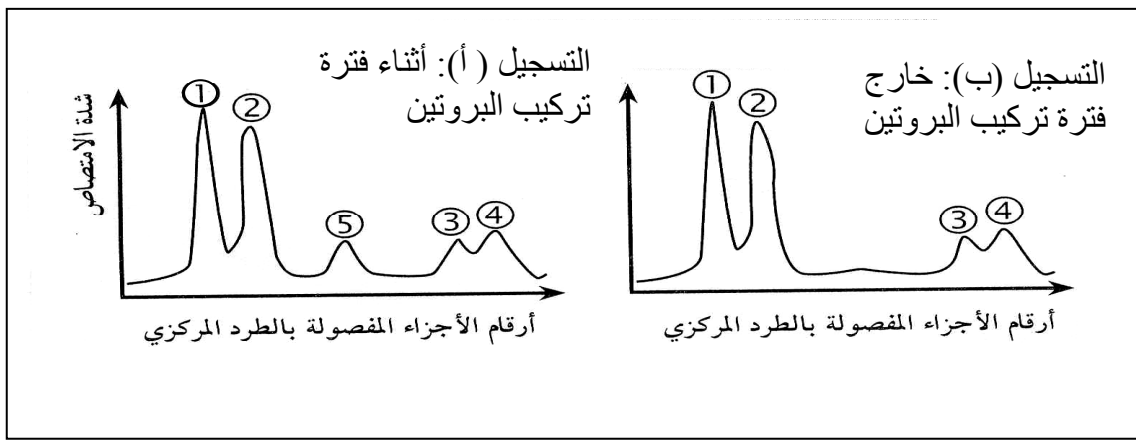 التسجيل (أ): أثناء فترة
تركيب البروتين
شدة الامتصاص
①
②
⑤
③
④
أرقام الأجزاء المفصولة بالطرد المركزي
التسجيل (ب): خارج
فترة تركيب البروتين
①
②
③
④
أرقام الأجزاء المفصولة بالطرد المركزي